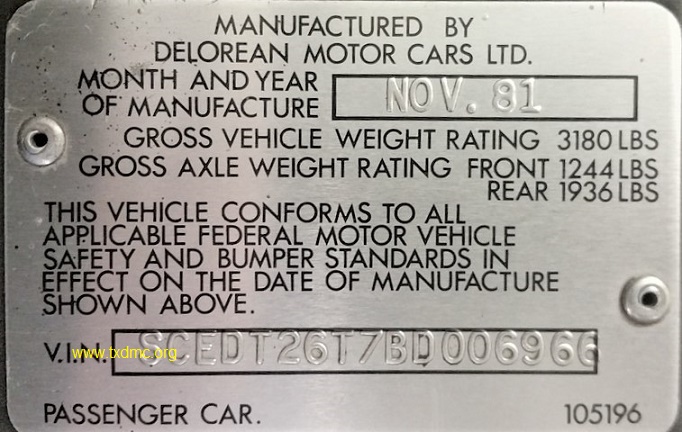 MANUFACTURED BY
DELOREAN MOTOR CARS LTD.
MONTH AND YEAR
OF MANUFACTURE NOV. 81
GROSS VEHICLE WEIGHT RATING 3180 LBS
GROSS AXLE WEIGHT RATING FRONT 1244 LBS
REAR 1936 LBS
THIS VEHICLE CONFORMS TO ALL
APPLICABLE FEDERAL MOTOR VEHICLE
SAFETY AND BUMPER STANDARDS IN
EFFECT ON THE DATE OF MANUFACTURE
SHOWN ABOVE.
V.I.N. SCEDT26T7BD006966
www.txdmc.org
PASSENGER CAR. 105196